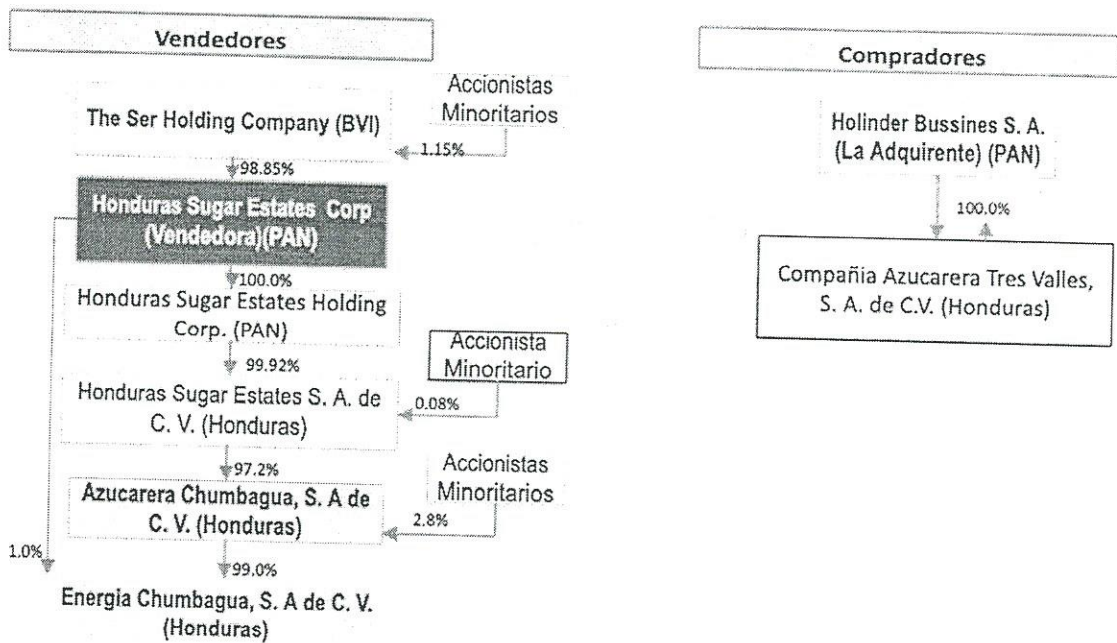 Vendedores
Accionistas
Minoritarios
The Ser Holding Company (BVI)
1.15%
98.85%
Honduras Sugar Estates Corp
(Vendedora)(PAN)
100.0%
Honduras Sugar Estates Holding
Corp. (PAN)
99.92%
Accionista
Minoritario
Honduras Sugar Estates S. A. de
C. V. (Honduras)
0.08%
97.2%
Accionistas
Minoritarios
Azucarera Chumbagua, S. A de
C. V. (Honduras)
2.8%
1.0%
99.0%
Energia Chumbagua, S. A de C. V.
(Honduras)
Compradores
Holinder Bussines S. A.
(La Adquirente) (PAN)
100.0%
Compañia Azucarera Tres Valles,
S. A. de C.V. (Honduras)